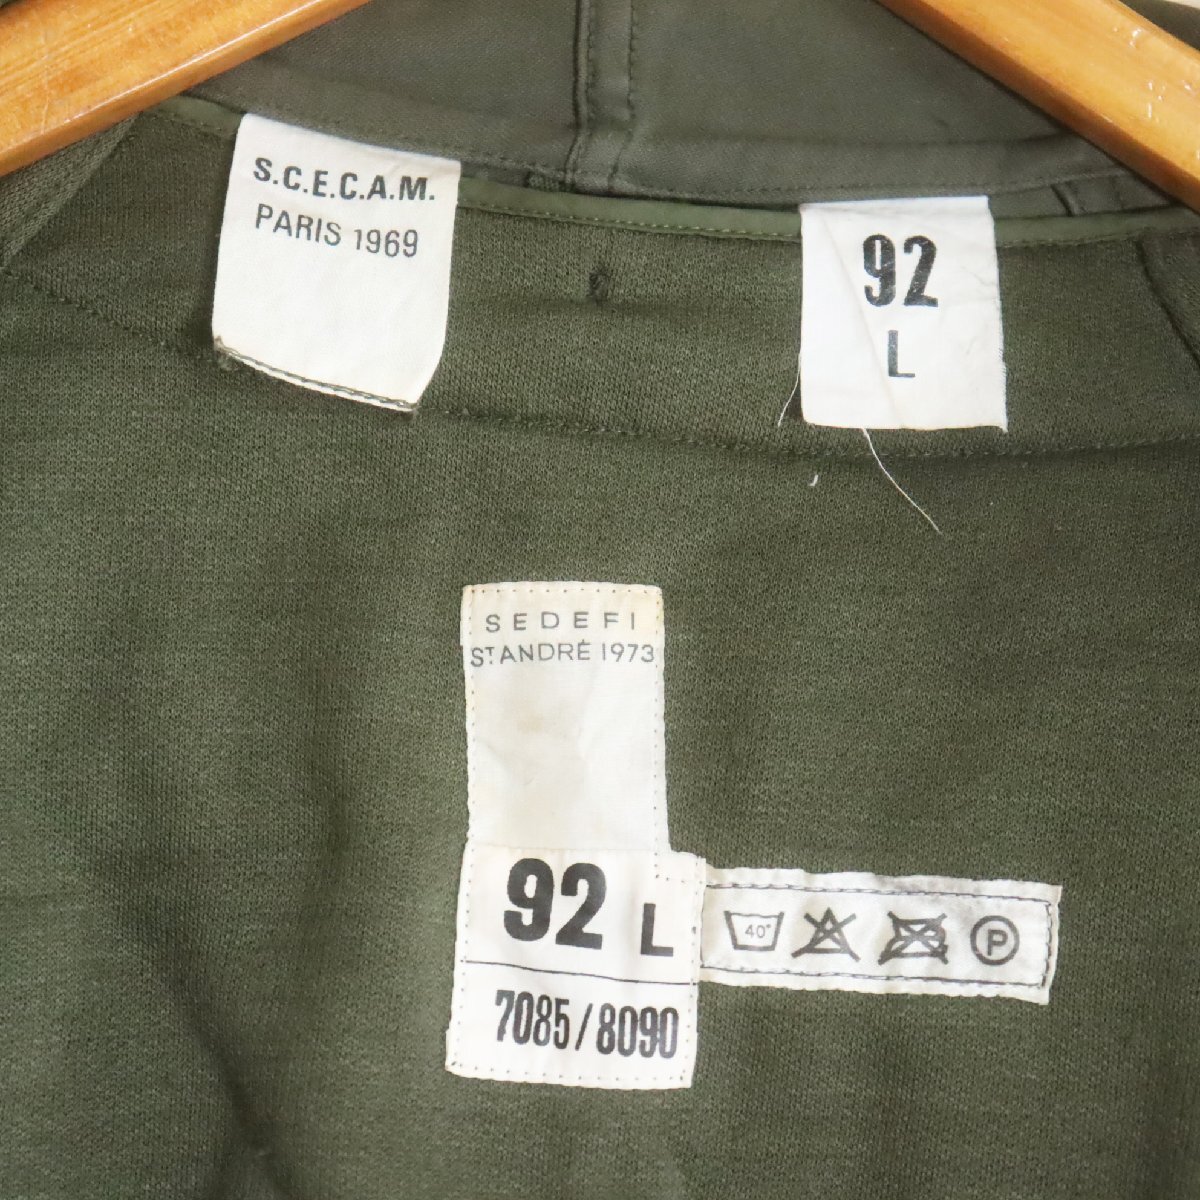 S.C.E.C.A.M.
PARIS 1969
92
L
SEDEFI
ST ANDRÉ 1973
92 L
7085/8090
40°
P